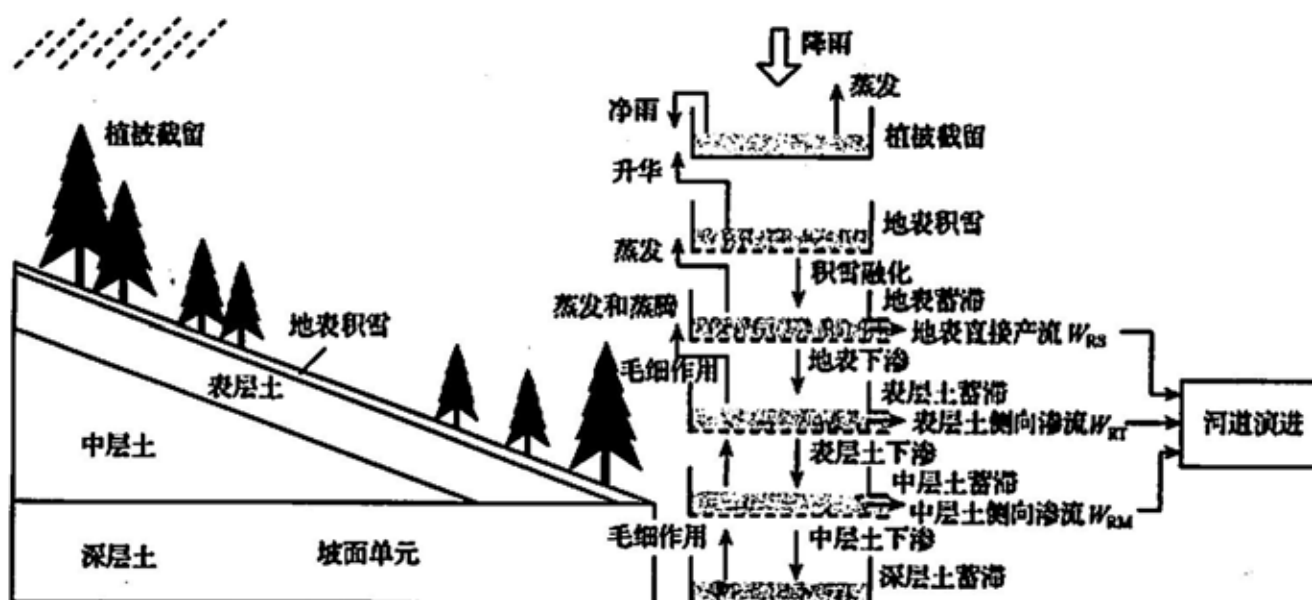 降雨
蒸发
净雨
植被截留
植被截留
升华
地表积雪
蒸发
积雪融化
蒸发和蒸腾
地表蓄滞
地表积雪
地表直接产流 W_RS
毛细作用
地表下渗
表层土
表层土蓄滞
表层土侧向渗流 W_RT
河道演进
中层土
表层土下渗
中层土蓄滞
中层土侧向渗流 W_RM
毛细作用
中层土下渗
深层土
坡面单元
深层土蓄滞